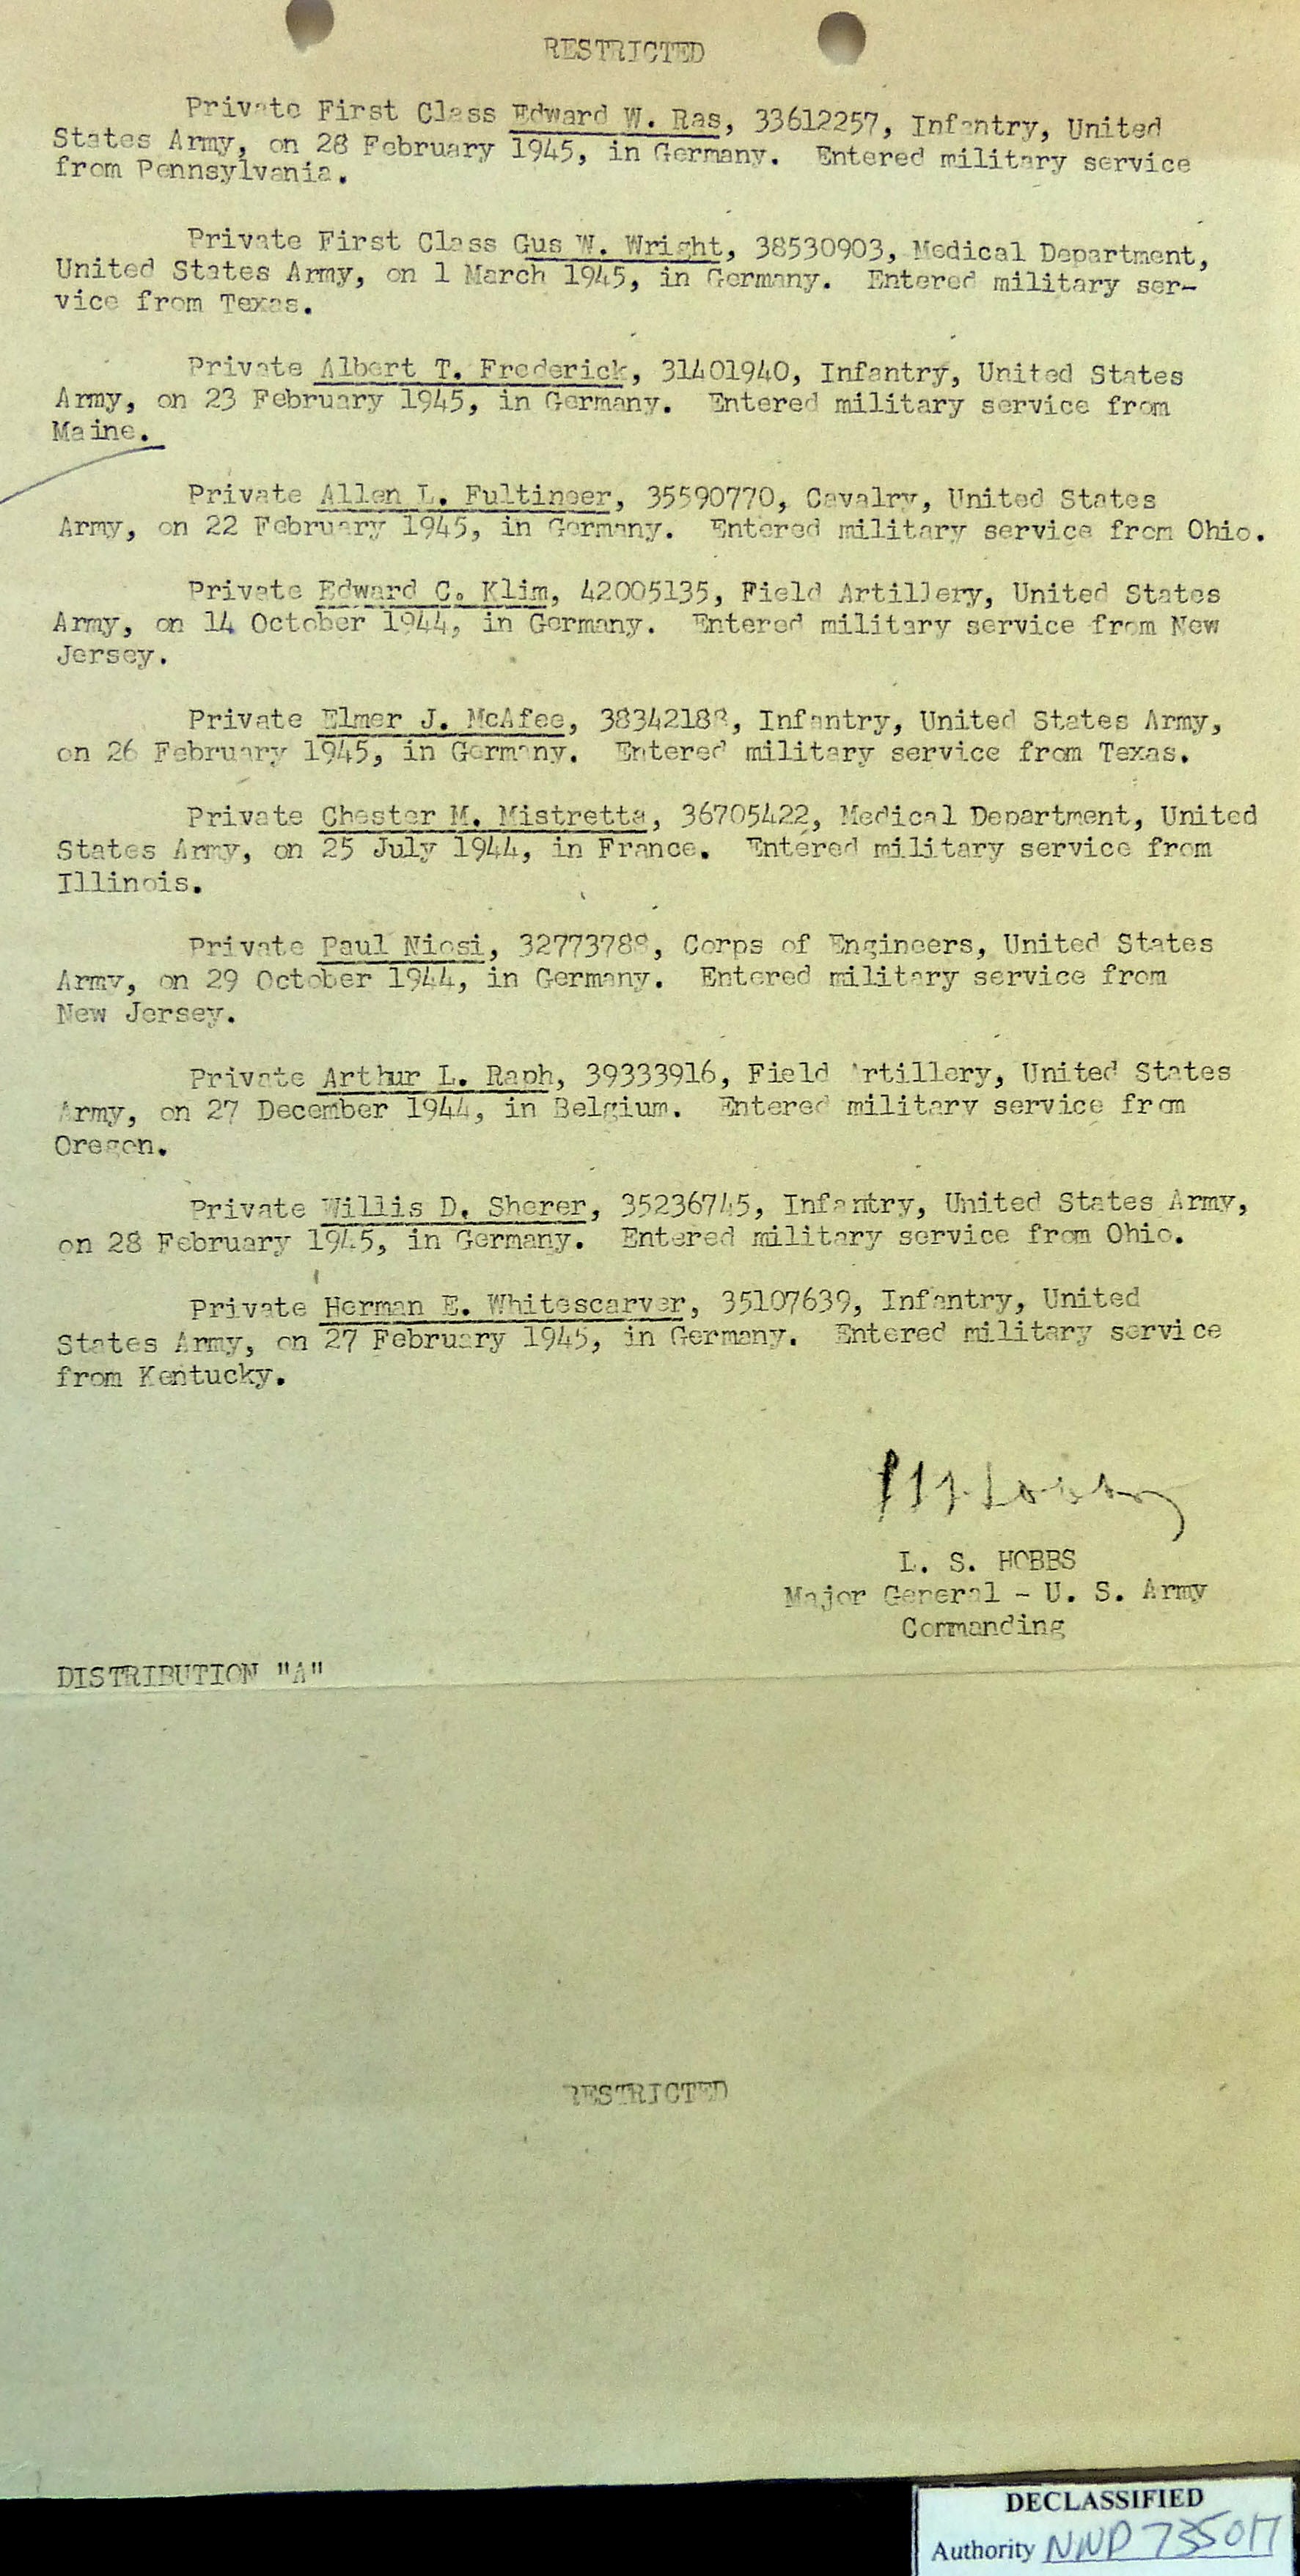 RESTRICTED
Private First Class Edward W. Ras, 33612257, Infantry, United
States Army, on 28 February 1945, in Germany. Entered military service
from Pennsylvania.
Private First Class Gus W. Wright, 38530903, Medical Department,
United States Army, on 1 March 1945, in Germany. Entered military ser-
vice from Texas.
Private Albert T. Frederick, 31401940, Infantry, United States
Army, on 23 February 1945, in Germany. Entered military service from
Maine.
Private Allen L. Fultineer, 35590770, Cavalry, United States
Army, on 22 February 1945, in Germany. Entered military service from Ohio.
Private Edward C. Klim, 42005135, Field Artillery, United States
Army, on 14 October 1944, in Germany. Entered military service from New
Jersey.
Private Elmer J. McAfee, 38342188, Infantry, United States Army,
on 26 February 1945, in Germany. Entered military service from Texas.
Private Chester M. Mistretta, 36705422, Medical Department, United
States Army, on 25 July 1944, in France. Entered military service from
Illinois.
Private Paul Niosi, 32773788, Corps of Engineers, United States
Army, on 29 October 1944, in Germany. Entered military service from
New Jersey.
Private Arthur L. Raph, 39333916, Field Artillery, United States
Army, on 27 December 1944, in Belgium. Entered military service from
Oregon.
Private Willis D. Sherer, 35236745, Infantry, United States Army,
on 28 February 1945, in Germany. Entered military service from Ohio.
Private Herman E. Whitescarver, 35107639, Infantry, United
States Army, on 27 February 1945, in Germany. Entered military service
from Kentucky.
L. S. HOBBS
Major General - U. S. Army
Commanding
DISTRIBUTION "A"
RESTRICTED
DECLASSIFIED
Authority NND 735017